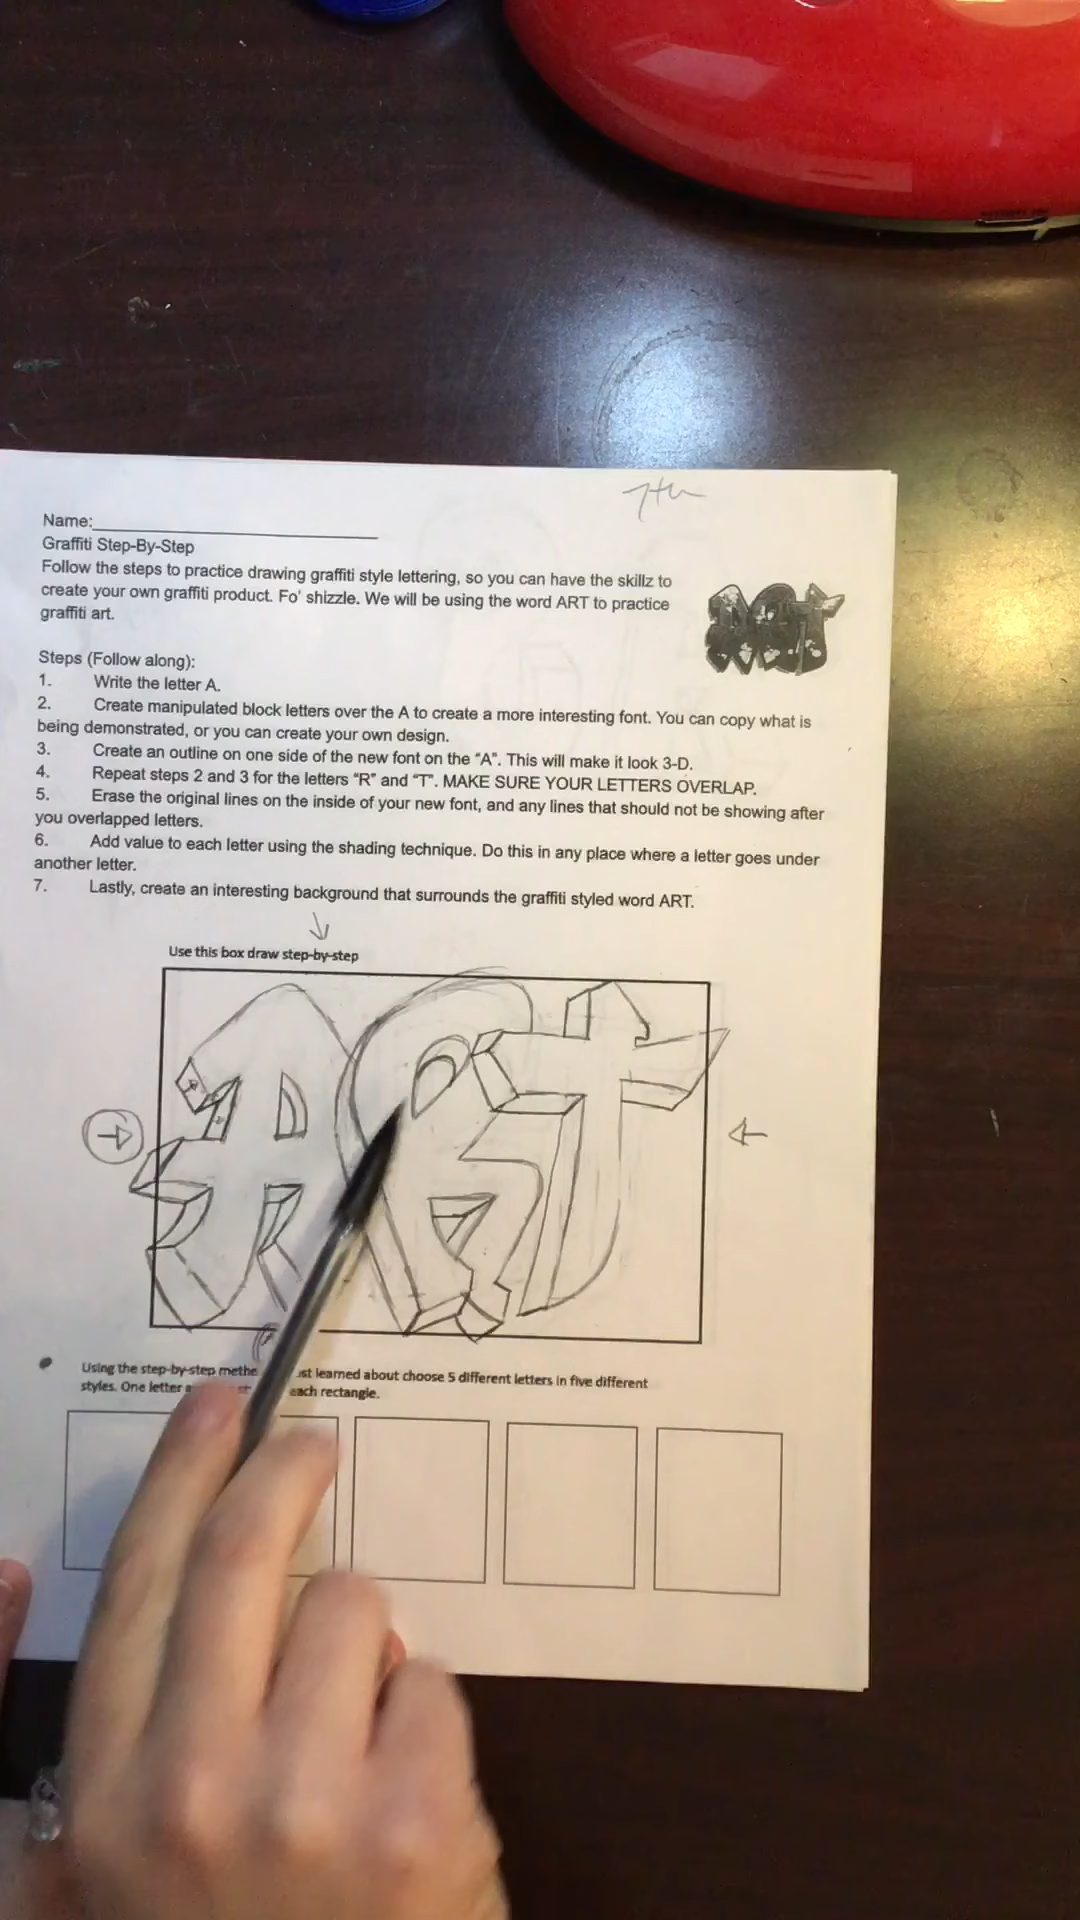 7th
Name:
Graffiti Step-By-Step
Follow the steps to practice drawing graffiti style lettering, so you can have the skillz to
create your own graffiti product. Fo' shizzle. We will be using the word ART to practice
graffiti art.
ART
Steps (Follow along):
1. Write the letter A.
2. Create manipulated block letters over the A to create a more interesting font. You can copy what is
being demonstrated, or you can create your own design.
3. Create an outline on one side of the new font on the "A". This will make it look 3-D.
4. Repeat steps 2 and 3 for the letters "R" and "T". MAKE SURE YOUR LETTERS OVERLAP.
5. Erase the original lines on the inside of your new font, and any lines that should not be showing after
you overlapped letters.
6. Add value to each letter using the shading technique. Do this in any place where a letter goes under
another letter.
7. Lastly, create an interesting background that surrounds the graffiti styled word ART.
Use this box draw step-by-step
ARt
Using the step-by-step learned about choose 5 different letters in five different
styles. One letter each rectangle.